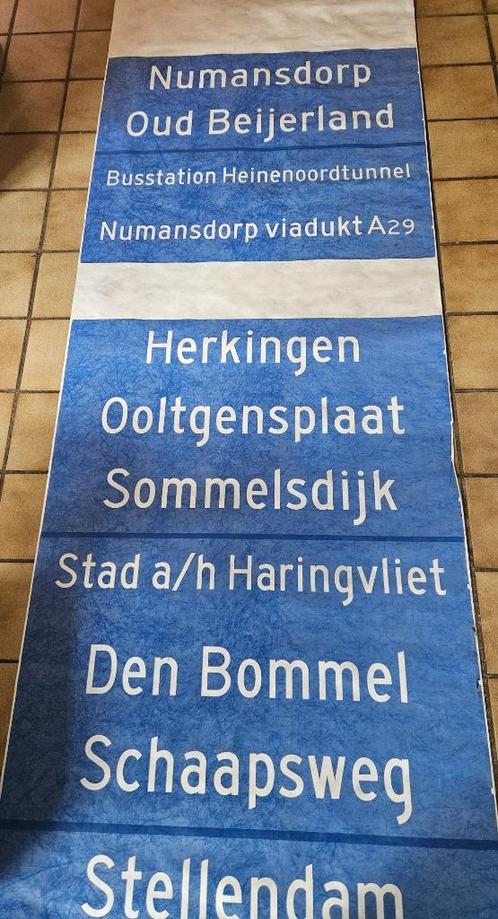 Numansdorp
Oud Beijerland
Busstation Heinenoordtunnel
Numansdorp viadukt A29
Herkingen
Ooltgensplaat
Sommelsdijk
Stad a/h Haringvliet
Den Bommel
Schaapsweg
Stellendam